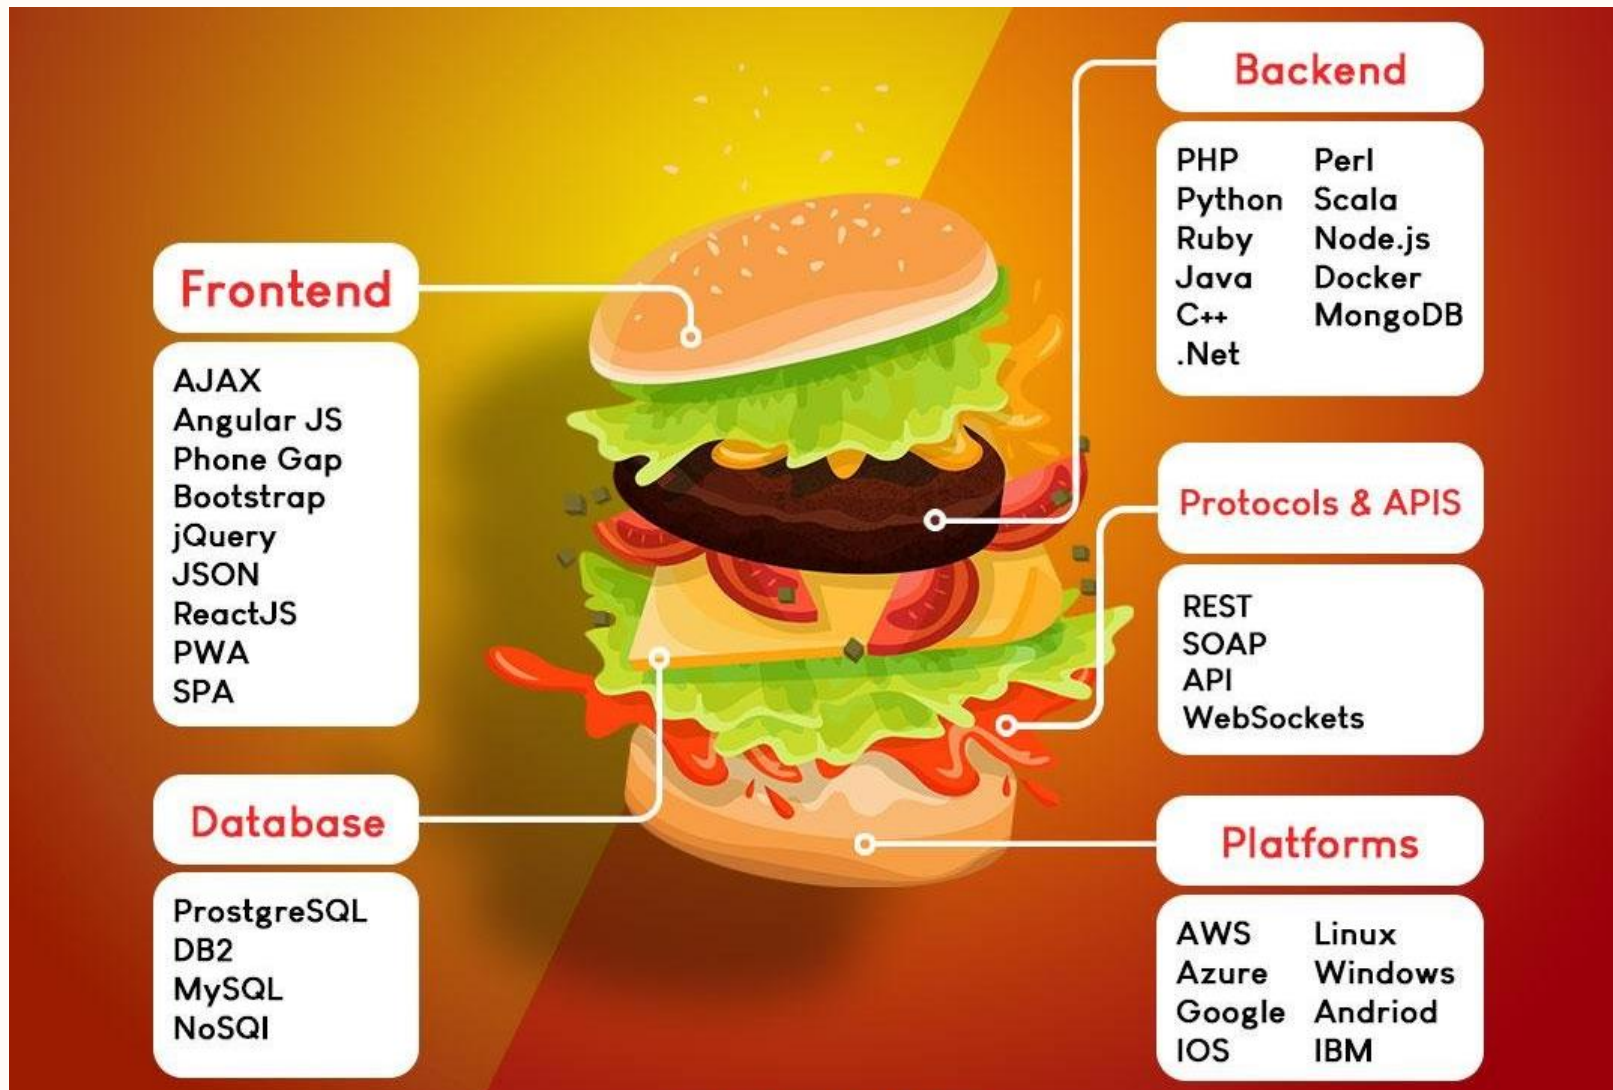 Frontend
AJAX
Angular JS
Phone Gap
Bootstrap
jQuery
JSON
ReactJS
PWA
SPA
Database
ProstgreSQL
DB2
MySQL
NoSQl
Backend
PHP Perl
Python Scala
Ruby Node.js
Java Docker
C++ MongoDB
.Net
Protocols & APIS
REST
SOAP
API
WebSockets
Platforms
AWS Linux
Azure Windows
Google Andriod
IOS IBM